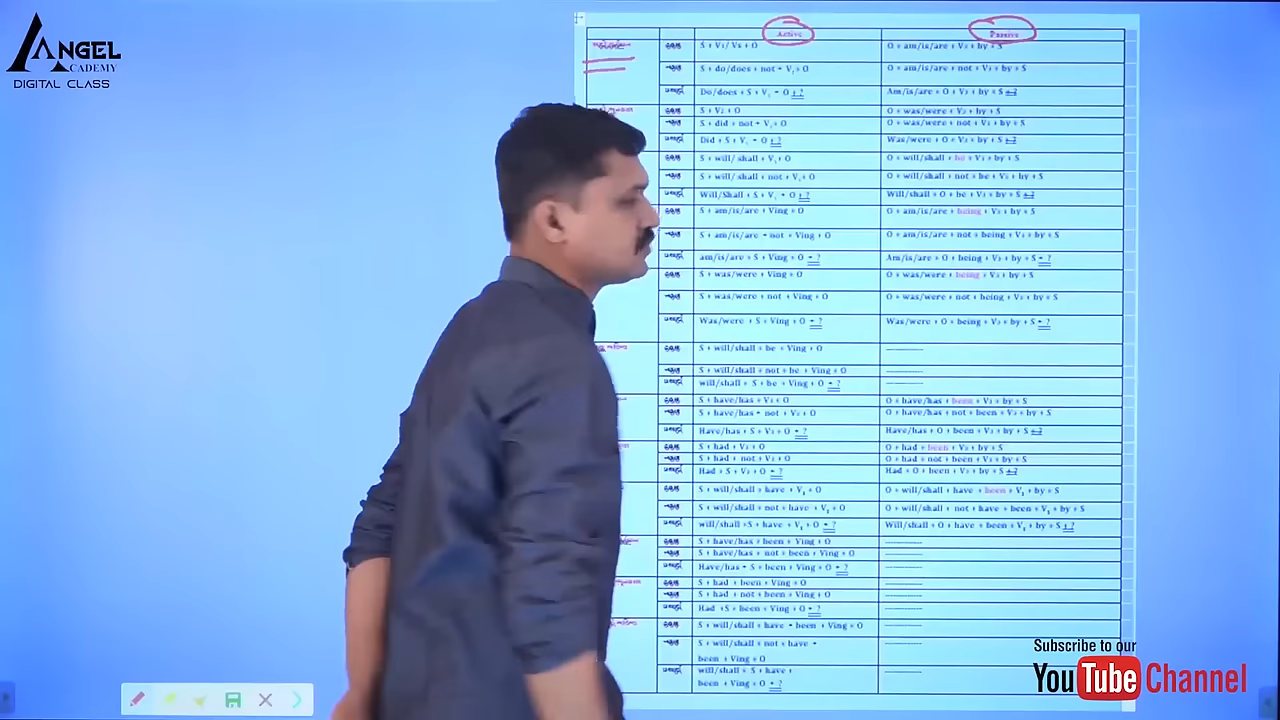 ANGEL
ACADEMY
DIGITAL CLASS
Active Passive
S + V1/Vs + O O + am/is/are + V3 + by + S
S + do/does + not + V1 + O O + am/is/are + not + V3 + by + S
Do/does + S + V1 + O + ? Am/is/are + O + V3 + by + S + ?
S + V2 + O O + was/were + V3 + by + S
S + did + not + V1 + O O + was/were + not + V3 + by + S
Did + S + V1 + O + ? Was/were + O + V3 + by + S + ?
S + will/ shall + V1 + O O + will/shall + be + V3 + by + S
S + will/ shall + not + V1 + O O + will/shall + not + be + V3 + by + S
Will/Shall + S + V1 + O + ? Will/shall + O + be + V3 + by + S + ?
S + am/is/are + Ving + O O + am/is/are + being + V3 + by + S
S + am/is/are + not + Ving + O O + am/is/are + not + being + V3 + by + S
am/is/are + S + Ving + O + ? Am/is/are + O + being + V3 + by + S + ?
S + was/were + Ving + O O + was/were + being + V3 + by + S
S + was/were + not + Ving + O O + was/were + not + being + V3 + by + S
Was/were + S + Ving + O + ? Was/were + O + being + V3 + by + S + ?
S + will/shall + be + Ving + O ------------
S + will/shall + not + be + Ving + O ------------
will/shall + S + be + Ving + O + ? ------------
S + have/has + V3 + O O + have/has + been + V3 + by + S
S + have/has + not + V3 + O O + have/has + not + been + V3 + by + S
Have/has + S + V3 + O + ? Have/has + O + been + V3 + by + S + ?
S + had + V3 + O O + had + been + V3 + by + S
S + had + not + V3 + O O + had + not + been + V3 + by + S
Had + S + V3 + O + ? Had + O + been + V3 + by + S + ?
S + will/shall + have + V3 + O O + will/shall + have + been + V3 + by + S
S + will/shall + not + have + V3 + O O + will/shall + not + have + been + V3 + by + S
will/shall +S + have + V3 + O + ? Will/shall + O + have + been + V3 + by + S + ?
S + have/has + been + Ving + O ------------
S + have/has + not + been + Ving + O ------------
Have/has + S + been + Ving + O + ? ------------
S + had + been + Ving + O ------------
S + had + not + been + Ving + O ------------
Had +S + been + Ving + O + ? ------------
S + will/shall + have + been + Ving + O ------------
S + will/shall + not + have + ------------
been + Ving + O
will/shall + S + have + ------------
been + Ving + O + ?
Subscribe to our
YouTube Channel